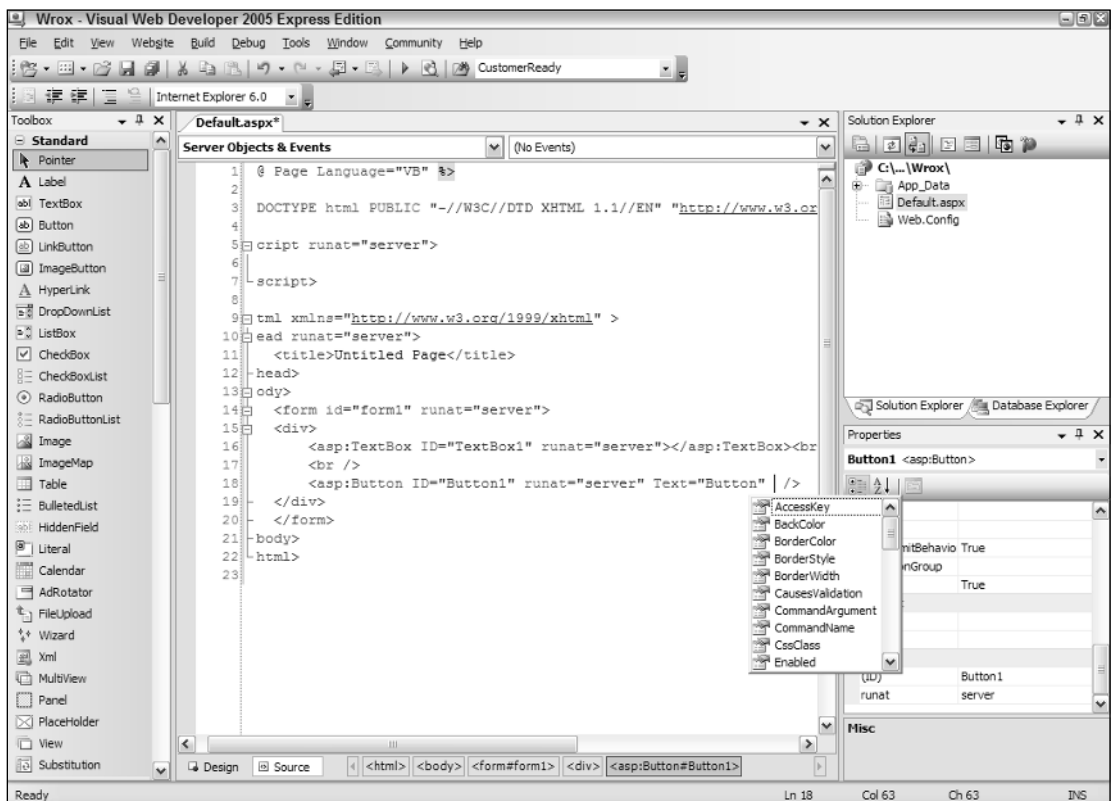 Wrox - Visual Web Developer 2005 Express Edition
File Edit View Website Build Debug Tools Window Community Help
CustomerReady
Internet Explorer 6.0
Toolbox
Standard
Pointer
Label
TextBox
Button
LinkButton
ImageButton
HyperLink
DropDownList
ListBox
CheckBox
CheckBoxList
RadioButton
RadioButtonList
Image
ImageMap
Table
BulletedList
HiddenField
Literal
Calendar
AdRotator
FileUpload
Wizard
Xml
MultiView
Panel
PlaceHolder
View
Substitution
Default.aspx*
Server Objects & Events (No Events)
1 @ Page Language="VB" %>
2
3 DOCTYPE html PUBLIC "-//W3C//DTD XHTML 1.1//EN" "http://www.w3.or
4
5 cript runat="server">
6
7 script>
8
9 tml xmlns="http://www.w3.org/1999/xhtml" >
10 ead runat="server">
11 <title>Untitled Page</title>
12 head>
13 ody>
14 <form id="form1" runat="server">
15 <div>
16 <asp:TextBox ID="TextBox1" runat="server"></asp:TextBox><br
17 <br />
18 <asp:Button ID="Button1" runat="server" Text="Button" />
19 </div>
20 </form>
21 body>
22 html>
23
AccessKey
BackColor
BorderColor
BorderStyle
BorderWidth
CausesValidation
CommandArgument
CommandName
CssClass
Enabled
Design Source <html> <body> <form#form1> <div> <asp:Button#Button1>
Solution Explorer
C:\...\Wrox\
App_Data
Default.aspx
Web.Config
Solution Explorer Database Explorer
Properties
Button1 <asp:Button>
mitBehavio True
nGroup
True
(ID) Button1
runat server
Misc
Ready Ln 18 Col 63 Ch 63 INS